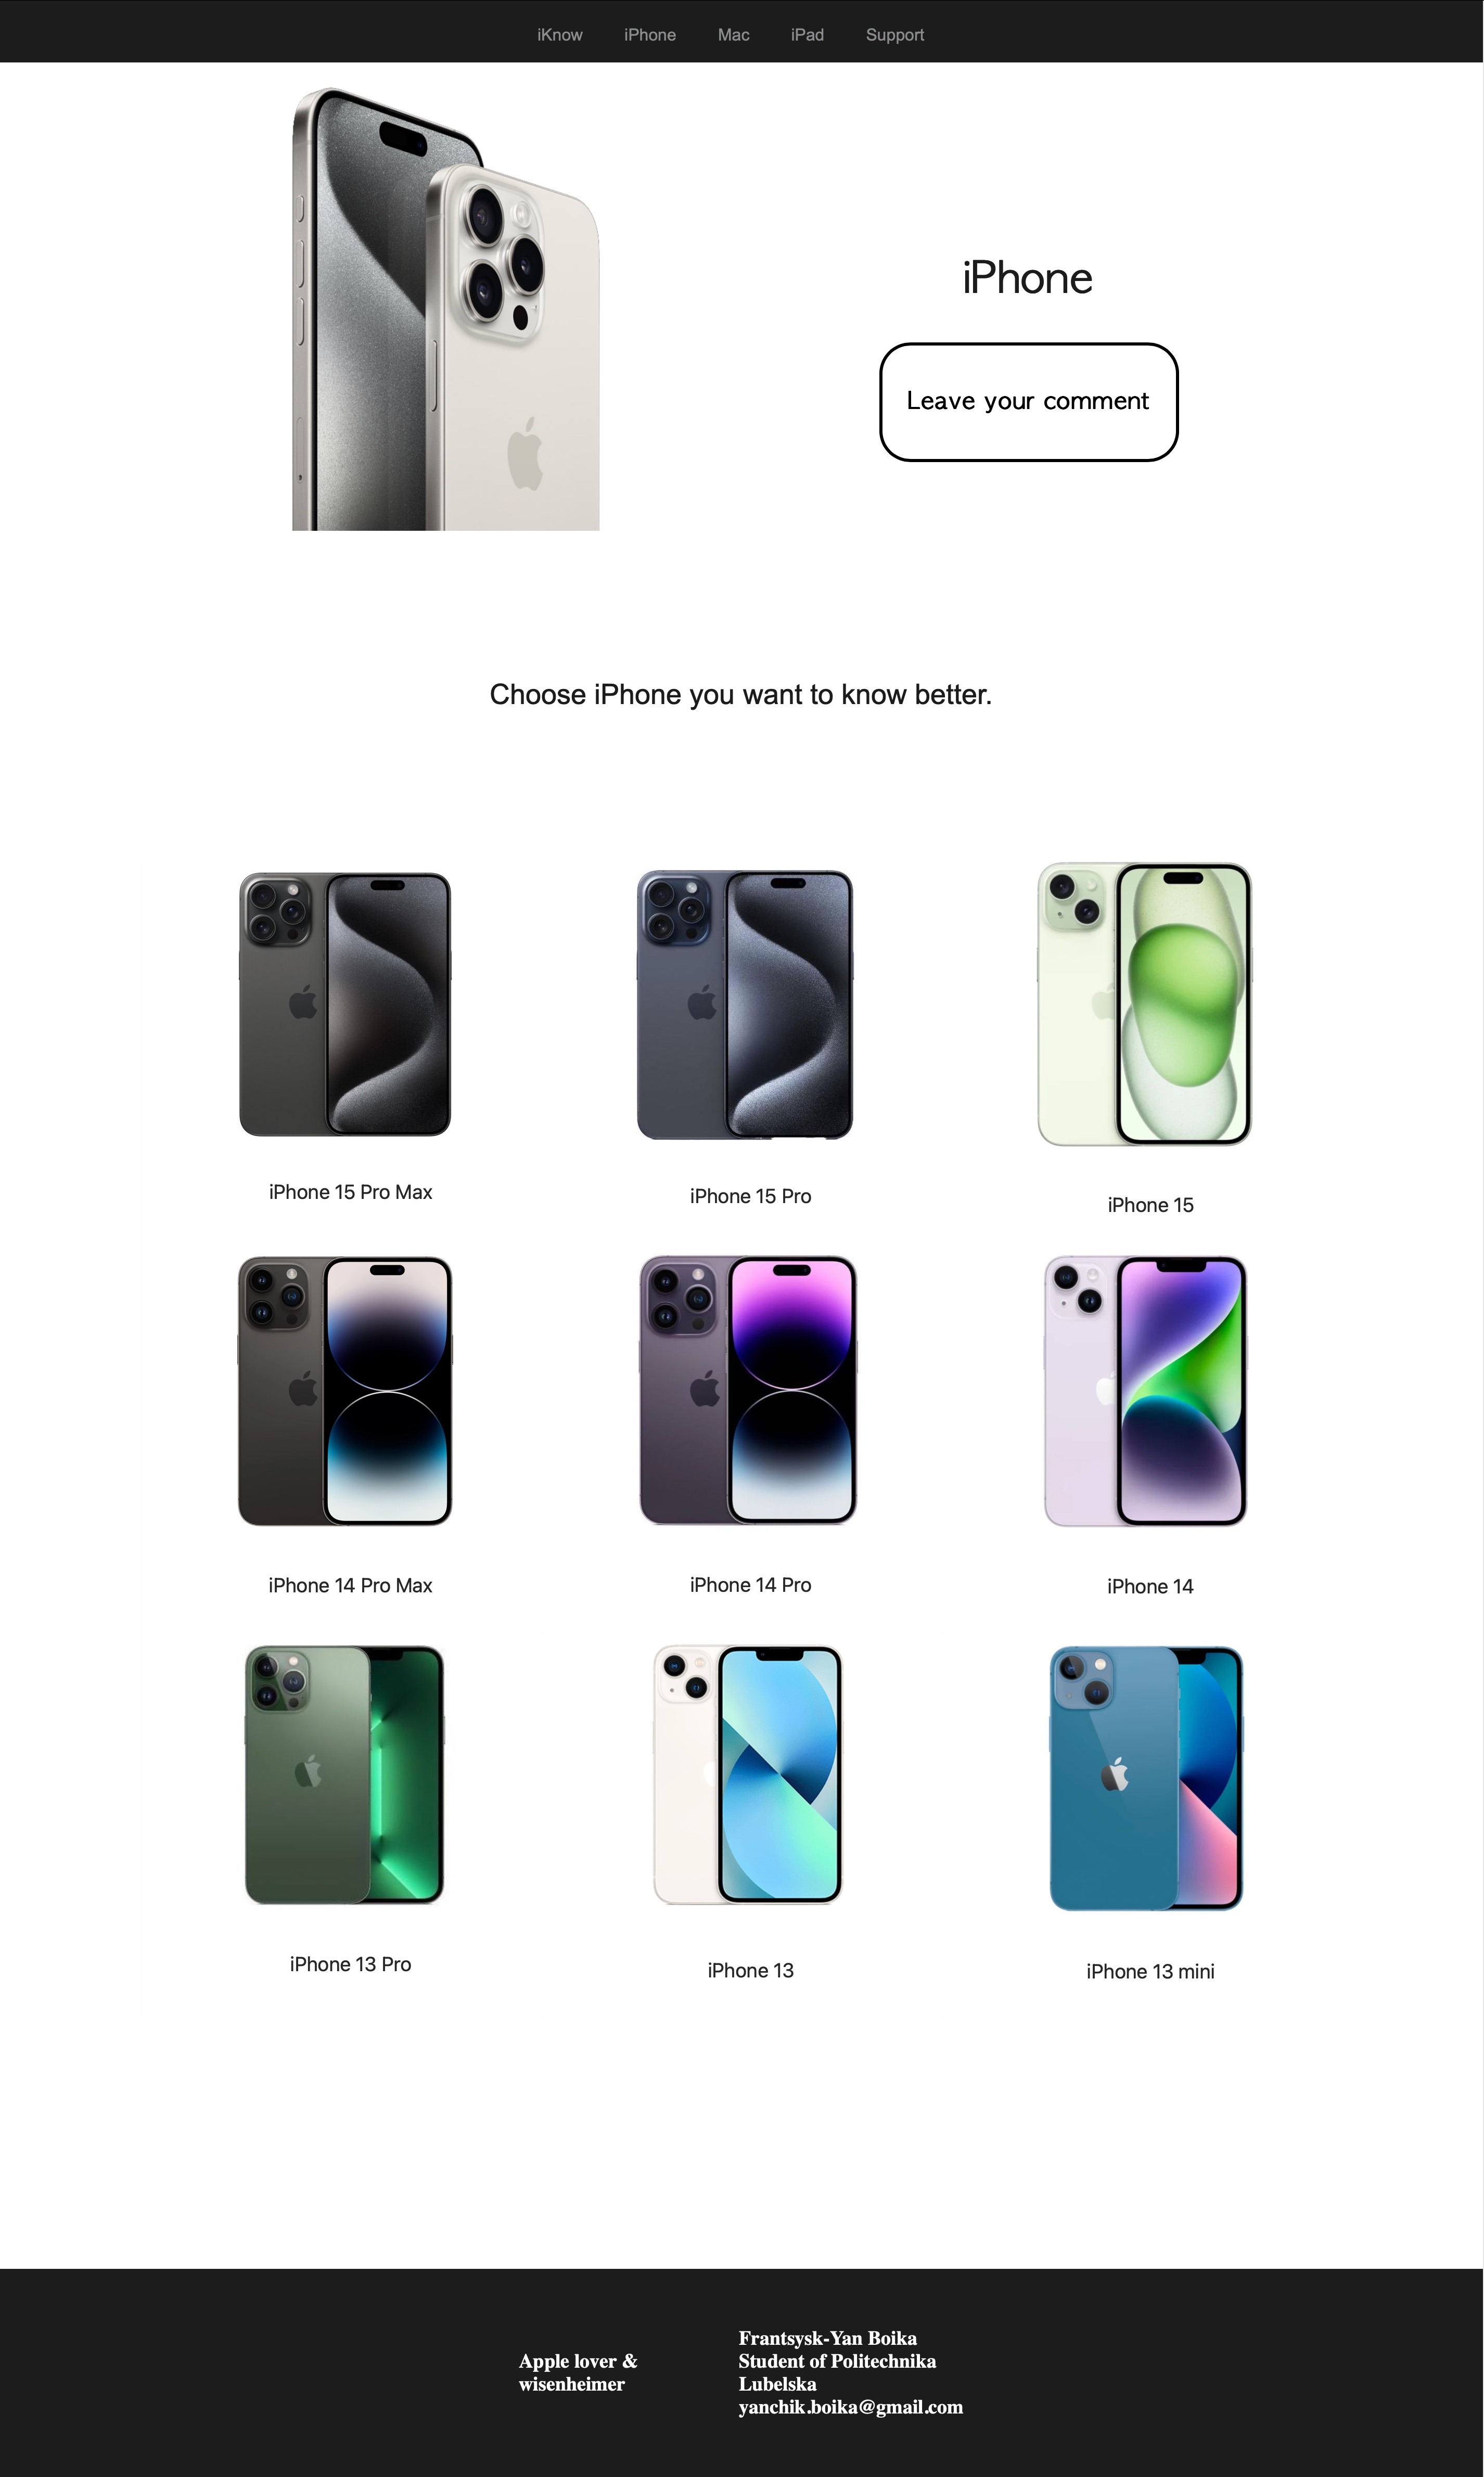 iKnow iPhone Mac iPad Support
iPhone
Leave your comment
Choose iPhone you want to know better.
iPhone 15 Pro Max
iPhone 15 Pro
iPhone 15
iPhone 14 Pro Max
iPhone 14 Pro
iPhone 14
iPhone 13 Pro
iPhone 13
iPhone 13 mini
Apple lover &
wisenheimer
Frantsysk-Yan Boika
Student of Politechnika
Lubelska
yanchik.boika@gmail.com